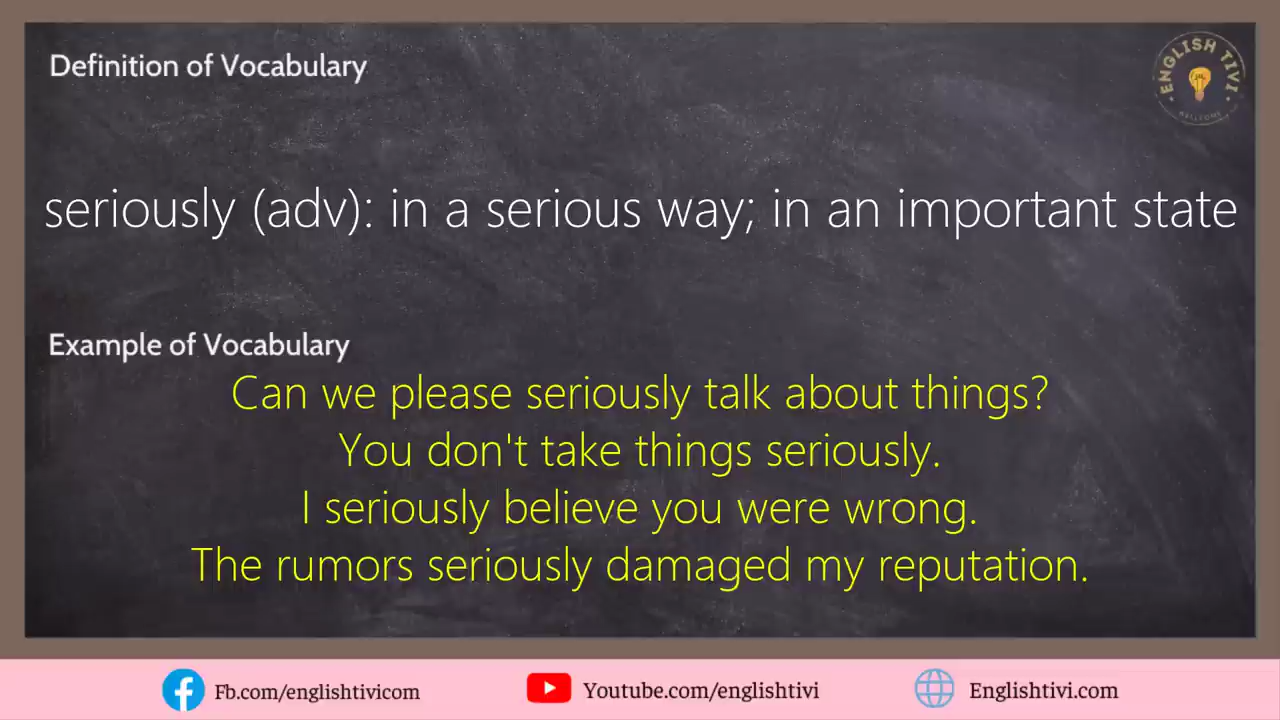 Definition of Vocabulary
ENGLISH TIVI
seriously (adv): in a serious way; in an important state
Example of Vocabulary
Can we please seriously talk about things?
You don't take things seriously.
I seriously believe you were wrong.
The rumors seriously damaged my reputation.
Fb.com/englishtivicom
Youtube.com/englishtivi
Englishtivi.com